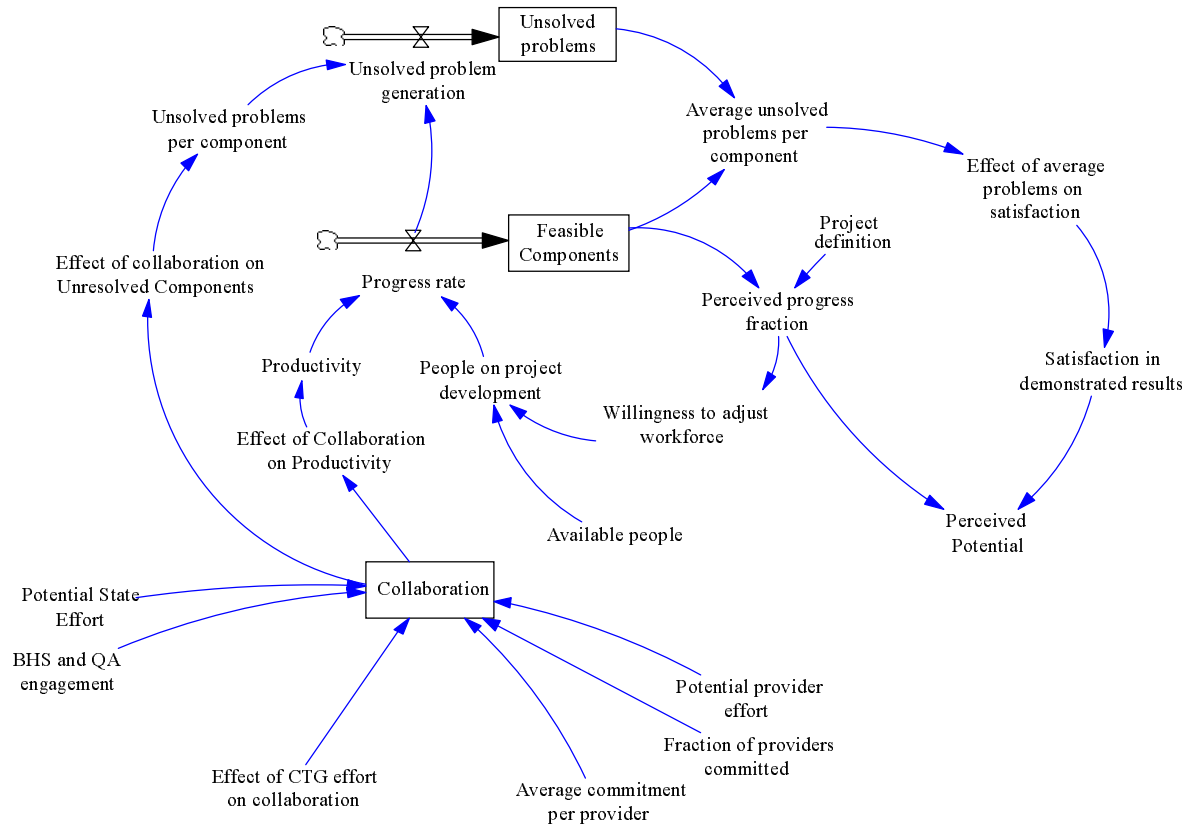 Unsolved
problems
Unsolved problem
generation
Unsolved problems
per component
Average unsolved
problems per
component
Effect of average
problems on
satisfaction
Feasible
Components
Project
definition
Effect of collaboration on
Unresolved Components
Progress rate
Perceived progress
fraction
Productivity
People on project
development
Satisfaction in
demonstrated results
Willingness to adjust
workforce
Effect of Collaboration
on Productivity
Available people
Perceived
Potential
Collaboration
Potential State
Effort
BHS and QA
engagement
Potential provider
effort
Fraction of providers
committed
Effect of CTG effort
on collaboration
Average commitment
per provider